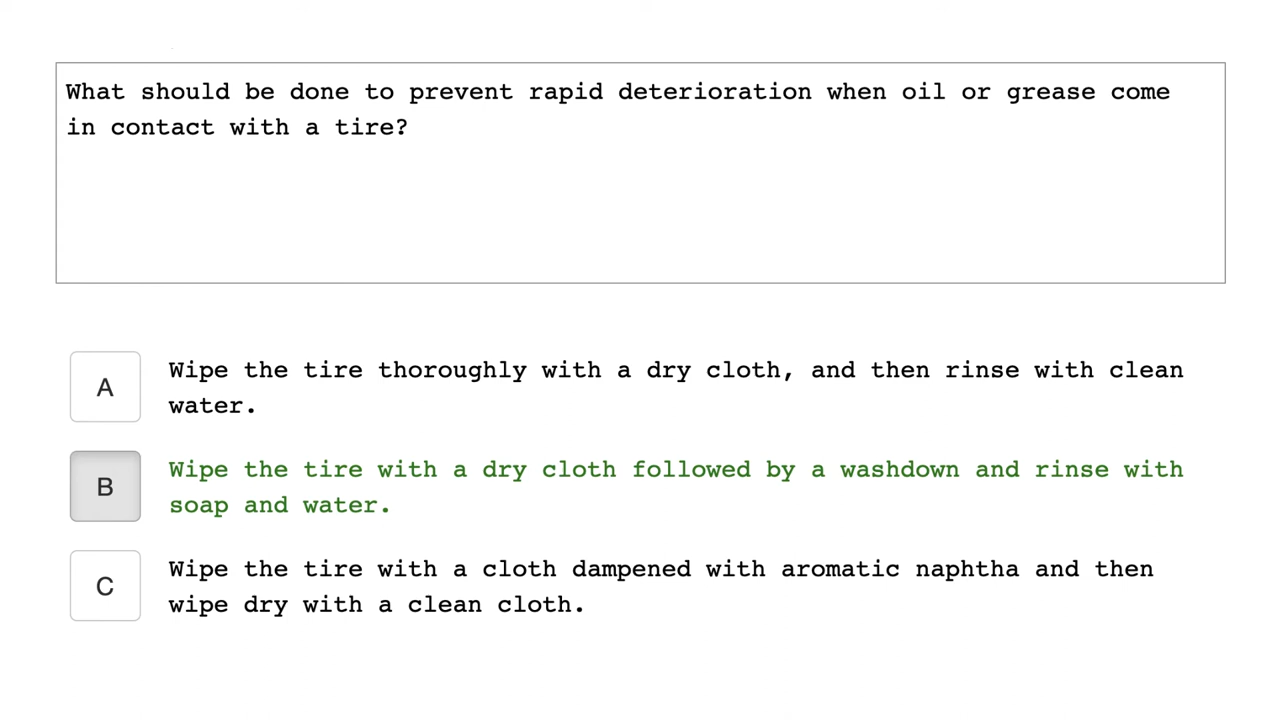 What should be done to prevent rapid deterioration when oil or grease come
in contact with a tire?
A
Wipe the tire thoroughly with a dry cloth, and then rinse with clean
water.
B
Wipe the tire with a dry cloth followed by a washdown and rinse with
soap and water.
C
Wipe the tire with a cloth dampened with aromatic naphtha and then
wipe dry with a clean cloth.